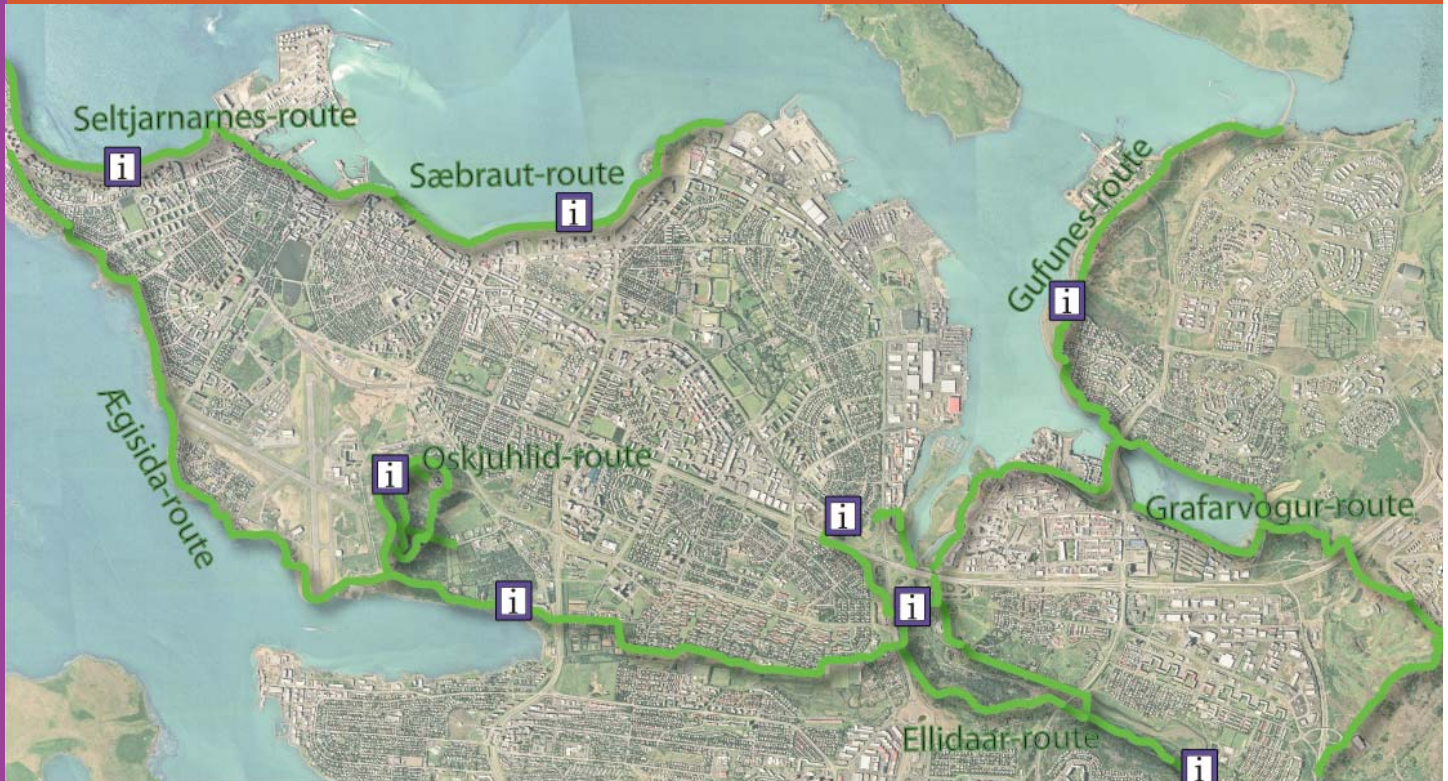 Seltjarnarnes-route
i
Sæbraut-route
i
Gufunes-route
i
Ægisida-route
i
Oskjuhlid-route
i
Grafarvogur-route
i
i
Ellidaar-route
i